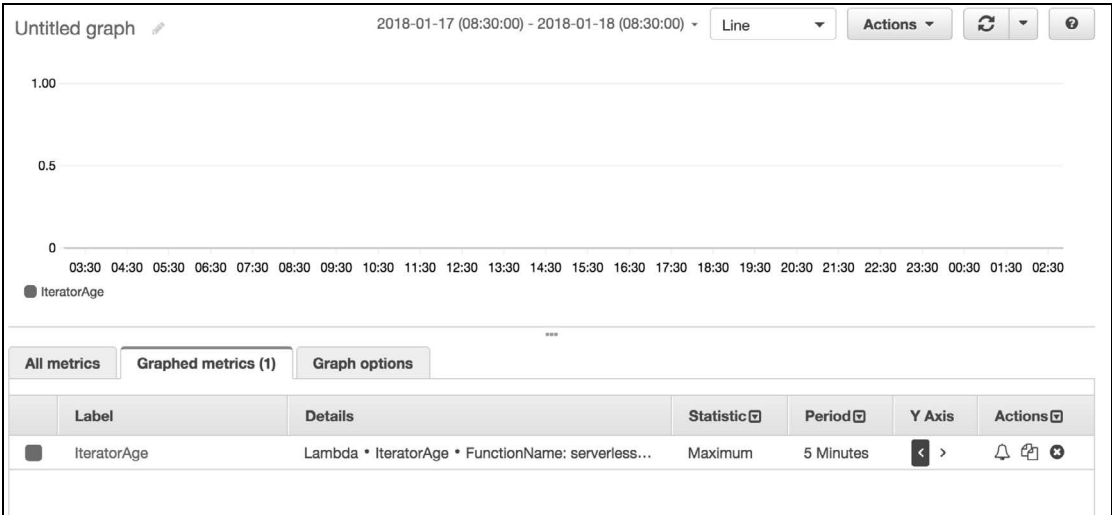 Untitled graph 2018-01-17 (08:30:00) - 2018-01-18 (08:30:00) Line Actions
1.00
0.5
0
03:30 04:30 05:30 06:30 07:30 08:30 09:30 10:30 11:30 12:30 13:30 14:30 15:30 16:30 17:30 18:30 19:30 20:30 21:30 22:30 23:30 00:30 01:30 02:30
IteratorAge
All metrics Graphed metrics (1) Graph options
Label Details Statistic Period Y Axis Actions
IteratorAge Lambda • IteratorAge • FunctionName: serverless... Maximum 5 Minutes < >